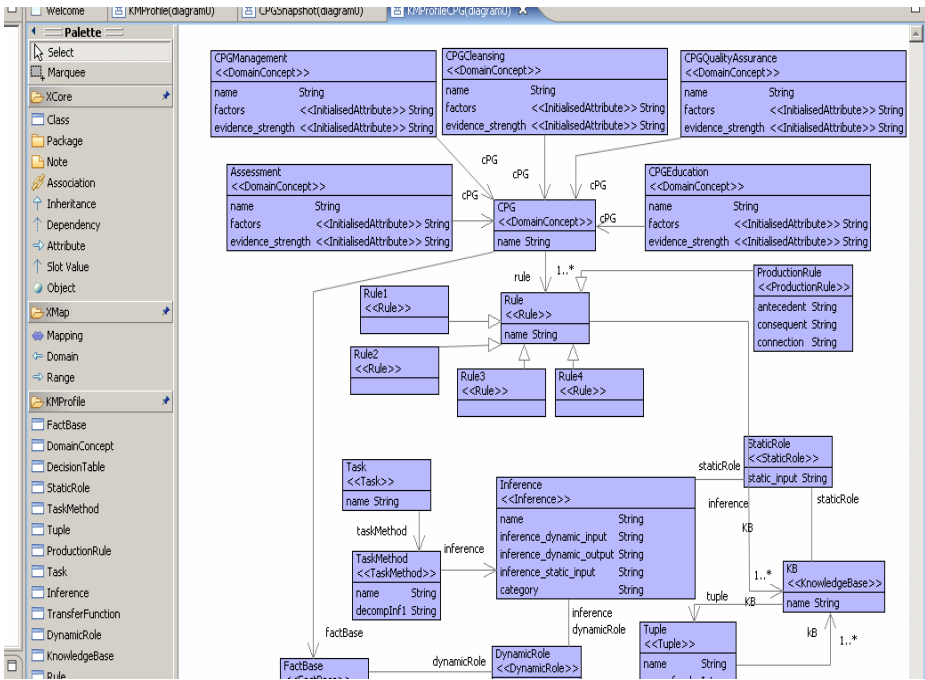 Welcome
KMProfile(diagram0)
CPGSnapshot(diagram0)
KMProfileCPG(diagram0)
Palette
Select
Marquee
XCore
Class
Package
Note
Association
Inheritance
Dependency
Attribute
Slot Value
Object
XMap
Mapping
Domain
Range
KMProfile
FactBase
DomainConcept
DecisionTable
StaticRole
TaskMethod
Tuple
ProductionRule
Task
Inference
TransferFunction
DynamicRole
KnowledgeBase
Rule
CPGManagement
<<DomainConcept>>
name String
factors <<InitialisedAttribute>> String
evidence_strength <<InitialisedAttribute>> String
CPGCleansing
<<DomainConcept>>
name String
factors <<InitialisedAttribute>> String
evidence_strength <<InitialisedAttribute>> String
CPGQualityAssurance
<<DomainConcept>>
name String
factors <<InitialisedAttribute>> String
evidence_strength <<InitialisedAttribute>> String
cPG
cPG
cPG
cPG
cPG
Assessment
<<DomainConcept>>
name String
factors <<InitialisedAttribute>> String
evidence_strength <<InitialisedAttribute>> String
CPG
<<DomainConcept>>
name String
CPGEducation
<<DomainConcept>>
name String
factors <<InitialisedAttribute>> String
evidence_strength <<InitialisedAttribute>> String
rule
1..*
Rule1
<<Rule>>
Rule
<<Rule>>
name String
ProductionRule
<<ProductionRule>>
antecedent String
consequent String
connection String
Rule2
<<Rule>>
Rule3
<<Rule>>
Rule4
<<Rule>>
Task
<<Task>>
name String
taskMethod
TaskMethod
<<TaskMethod>>
name String
decompInf1 String
inference
Inference
<<Inference>>
name String
inference_dynamic_input String
inference_dynamic_output String
inference_static_input String
category String
staticRole
StaticRole
<<StaticRole>>
static_input String
staticRole
inference
KB
1..*
KB
<<KnowledgeBase>>
name String
tuple
KB
kB
1..*
inference
dynamicRole
Tuple
<<Tuple>>
name String
factBase
FactBase
<<FactBase>>
dynamicRole
DynamicRole
<<DynamicRole>>